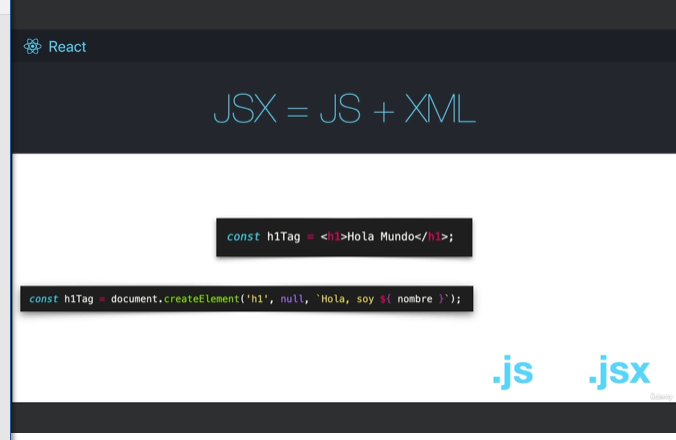 React
JSX = JS + XML
const h1Tag = <h1>Hola Mundo</h1>;
const h1Tag = document.createElement('h1', null, `Hola, soy ${ nombre }`);
.js .jsx
Udemy